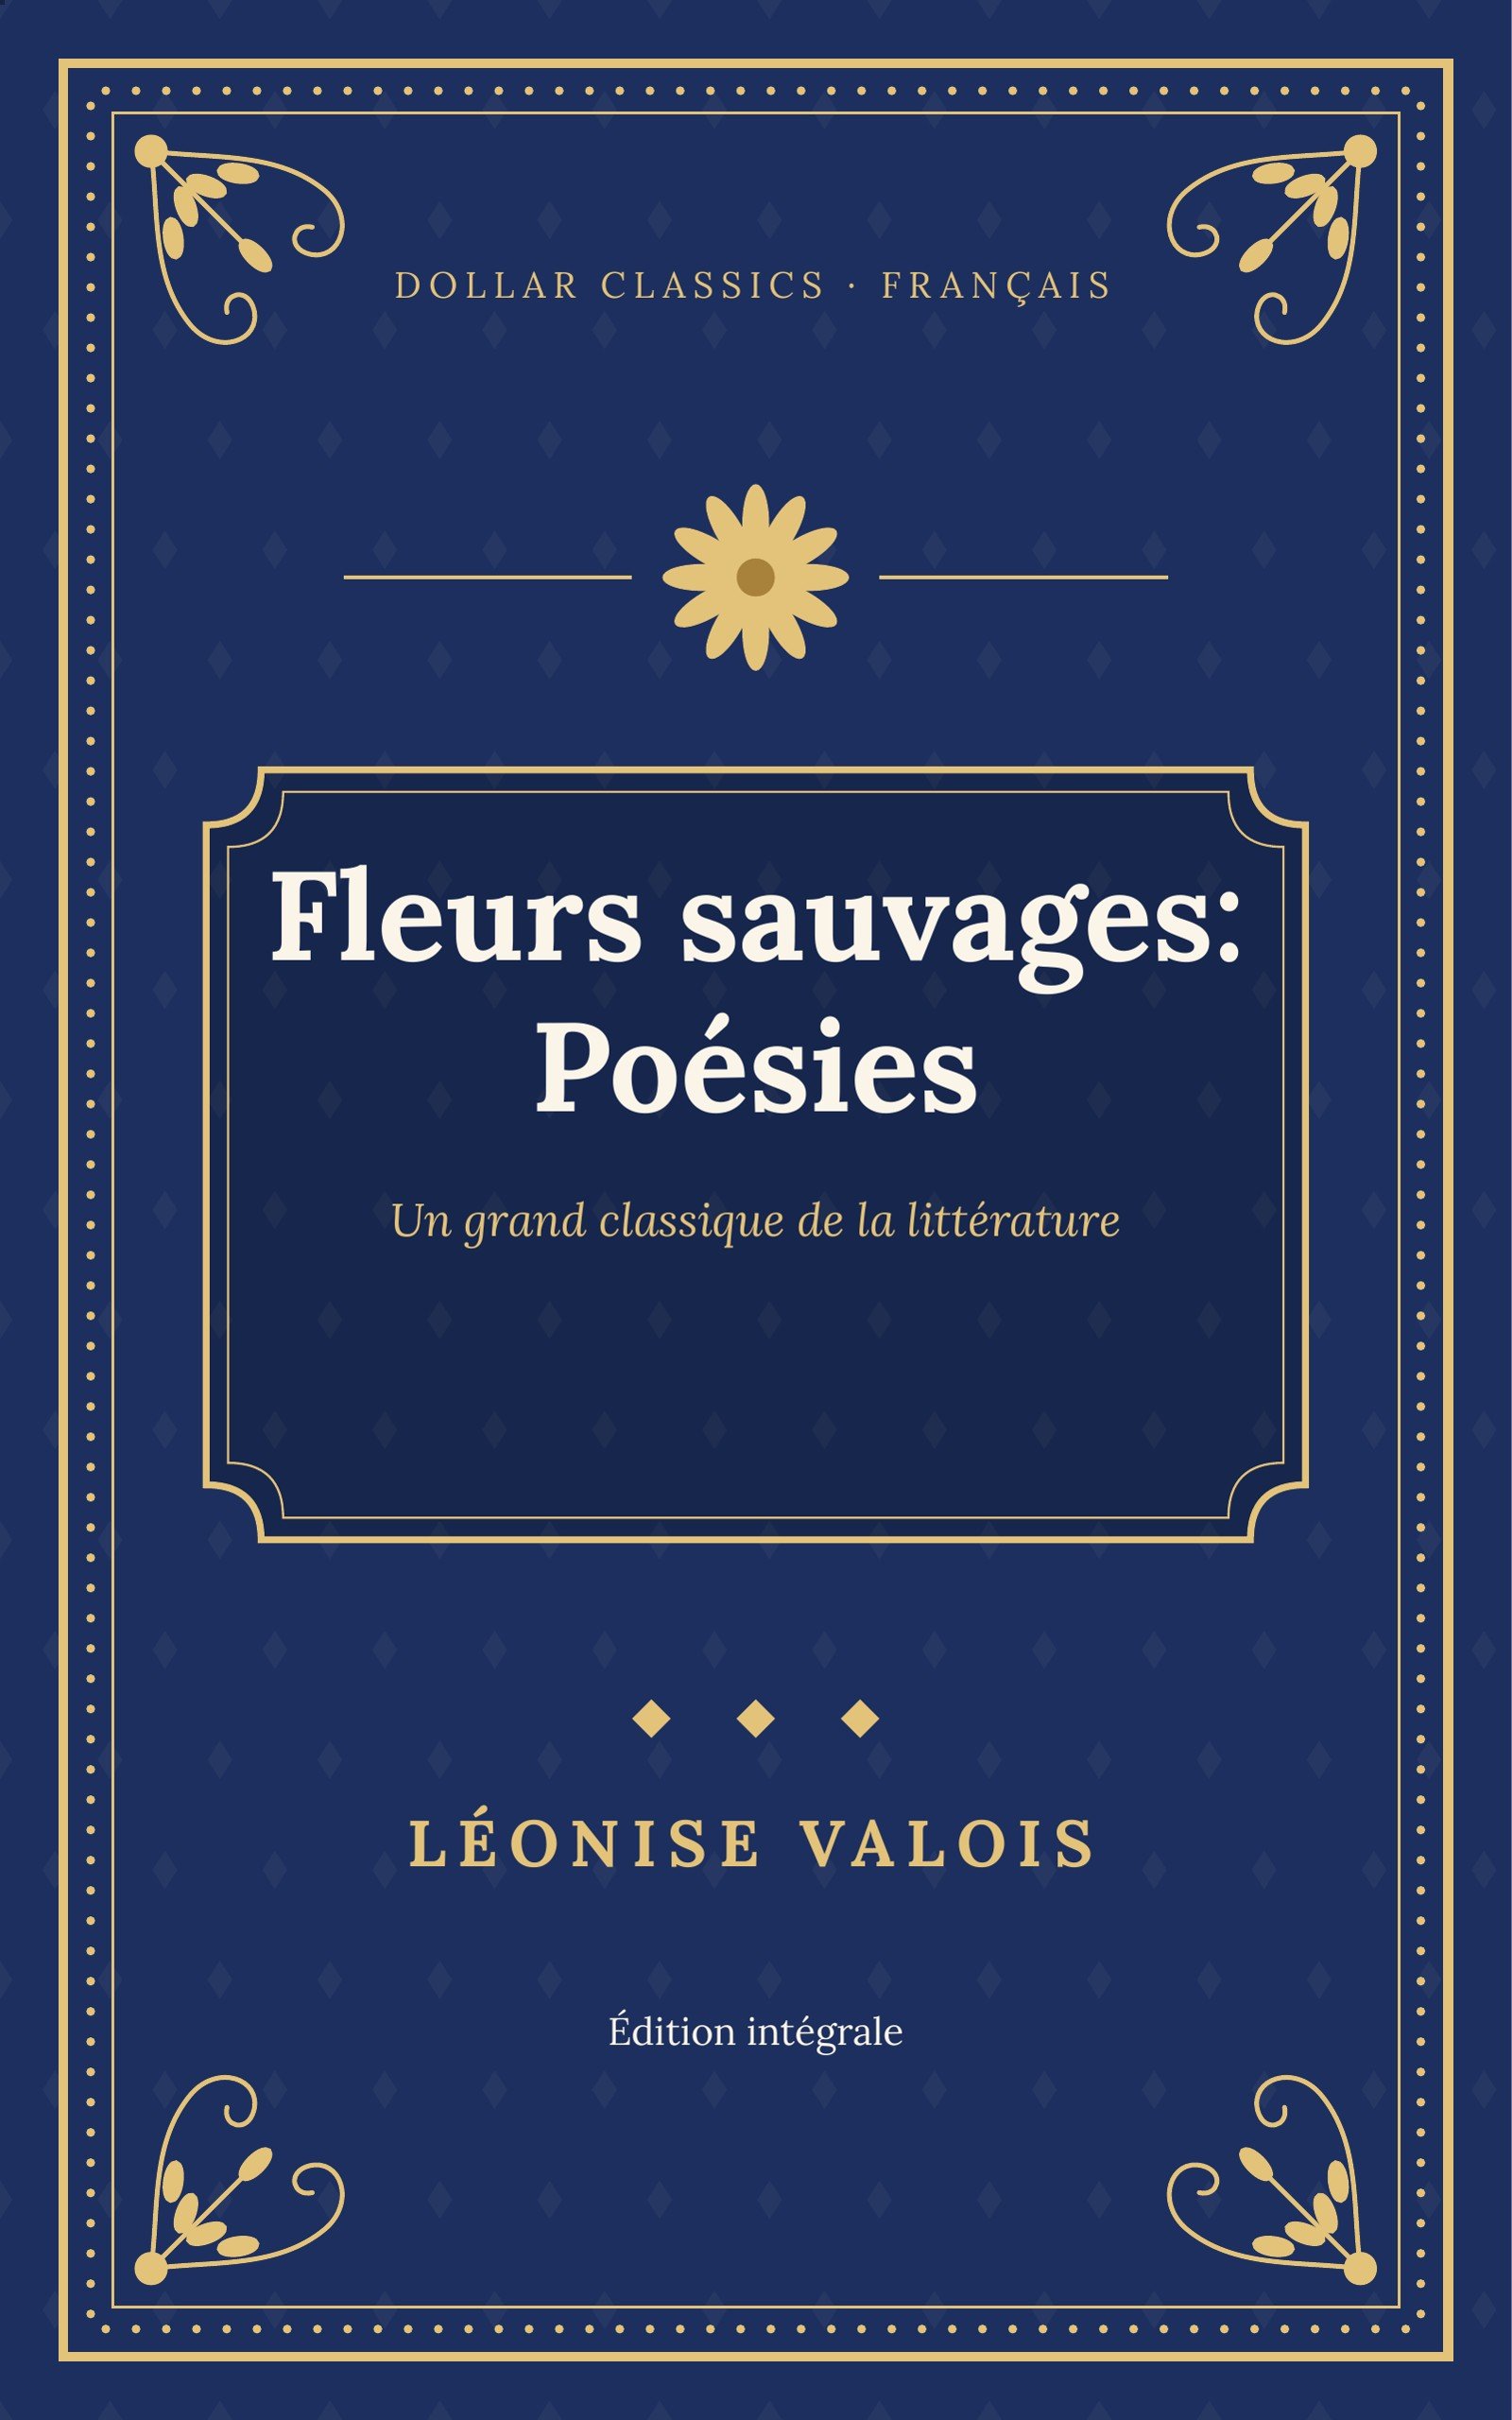 DOLLAR CLASSICS · FRANÇAIS
Fleurs sauvages:
Poésies
Un grand classique de la littérature
LÉONISE VALOIS
Édition intégrale